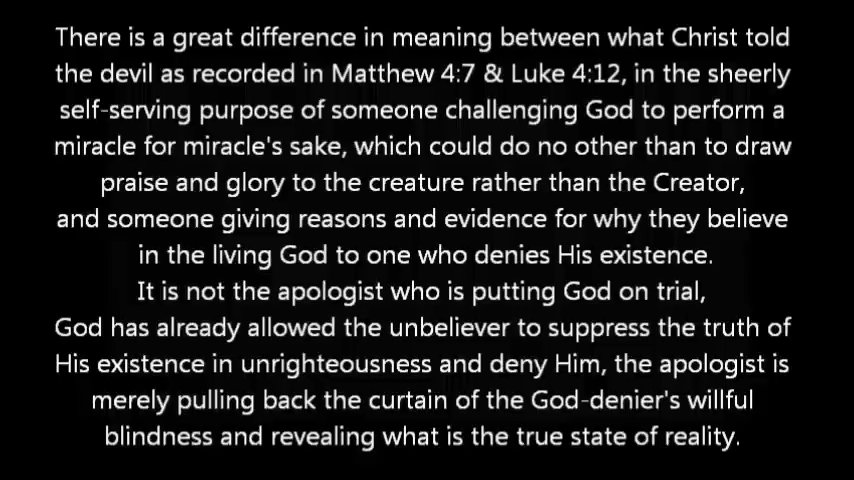 There is a great difference in meaning between what Christ told
the devil as recorded in Matthew 4:7 & Luke 4:12, in the sheerly
self-serving purpose of someone challenging God to perform a
miracle for miracle's sake, which could do no other than to draw
praise and glory to the creature rather than the Creator,
and someone giving reasons and evidence for why they believe
in the living God to one who denies His existence.
It is not the apologist who is putting God on trial,
God has already allowed the unbeliever to suppress the truth of
His existence in unrighteousness and deny Him, the apologist is
merely pulling back the curtain of the God-denier's willful
blindness and revealing what is the true state of reality.